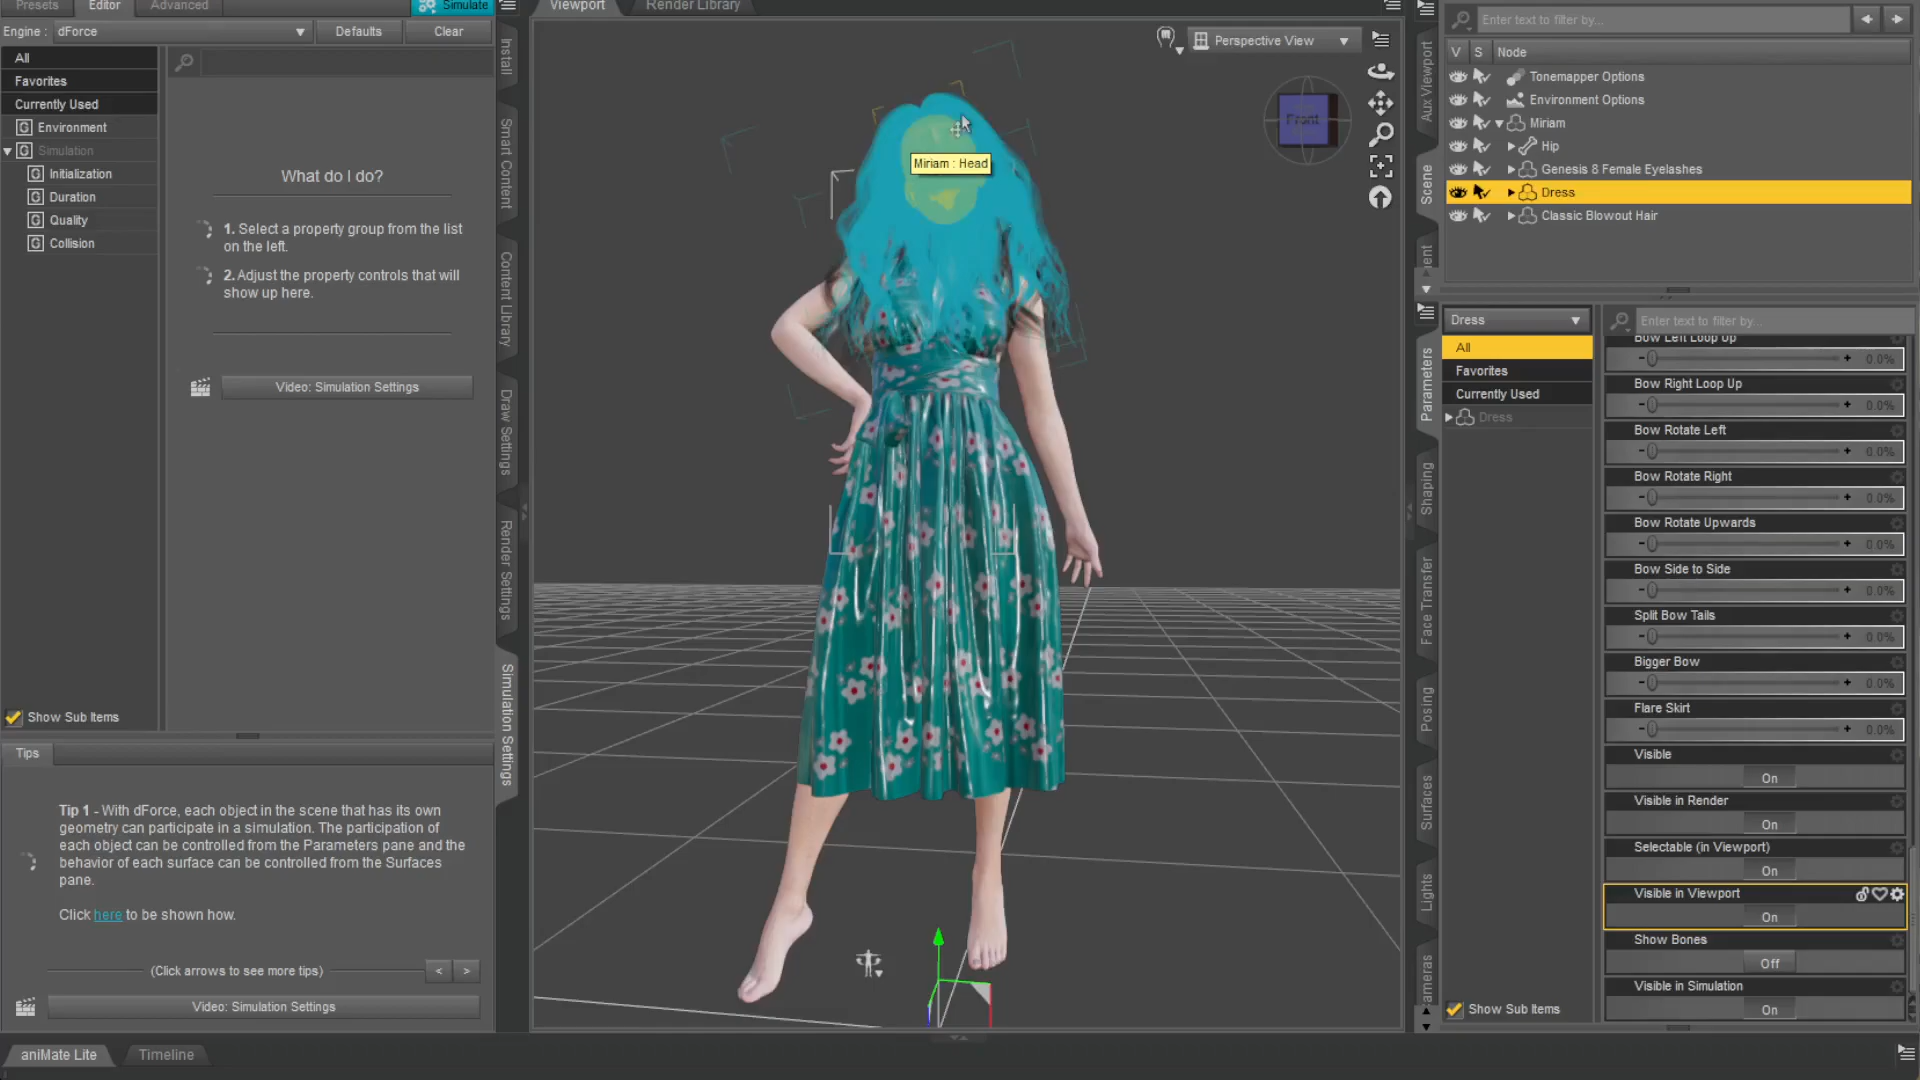 Presets
Editor
Advanced
Simulate
Engine :
dForce
Defaults
Clear
All
Favorites
Currently Used
Environment
Simulation
Initialization
Duration
Quality
Collision
What do I do?
1. Select a property group from the list
on the left.
2. Adjust the property controls that will
show up here.
Video: Simulation Settings
Show Sub Items
Tips
Tip 1 - With dForce, each object in the scene that has its own
geometry can participate in a simulation. The participation of
each object can be controlled from the Parameters pane and the
behavior of each surface can be controlled from the Surfaces
pane.
Click here to be shown how.
(Click arrows to see more tips)
<
>
Video: Simulation Settings
aniMate Lite
Timeline
Install
Smart Content
Content Library
Draw Settings
Render Settings
Simulation Settings
Viewport
Render Library
Perspective View
Front
Miriam : Head
Aux Viewport
Scene
Parameters
Shaping
Face Transfer
Posing
Surfaces
Lights
Enter text to filter by...
V
S
Node
Tonemapper Options
Environment Options
Miriam
Hip
Genesis 8 Female Eyelashes
Dress
Classic Blowout Hair
Dress
Enter text to filter by...
All
Favorites
Currently Used
Dress
Bow Left Loop Up
- + 0.0%
Bow Right Loop Up
- + 0.0%
Bow Rotate Left
- + 0.0%
Bow Rotate Right
- + 0.0%
Bow Rotate Upwards
- + 0.0%
Bow Side to Side
- + 0.0%
Split Bow Tails
- + 0.0%
Bigger Bow
- + 0.0%
Flare Skirt
- + 0.0%
Visible
On
Visible in Render
On
Selectable (in Viewport)
On
Visible in Viewport
On
Show Bones
Off
Visible in Simulation
On
Show Sub Items